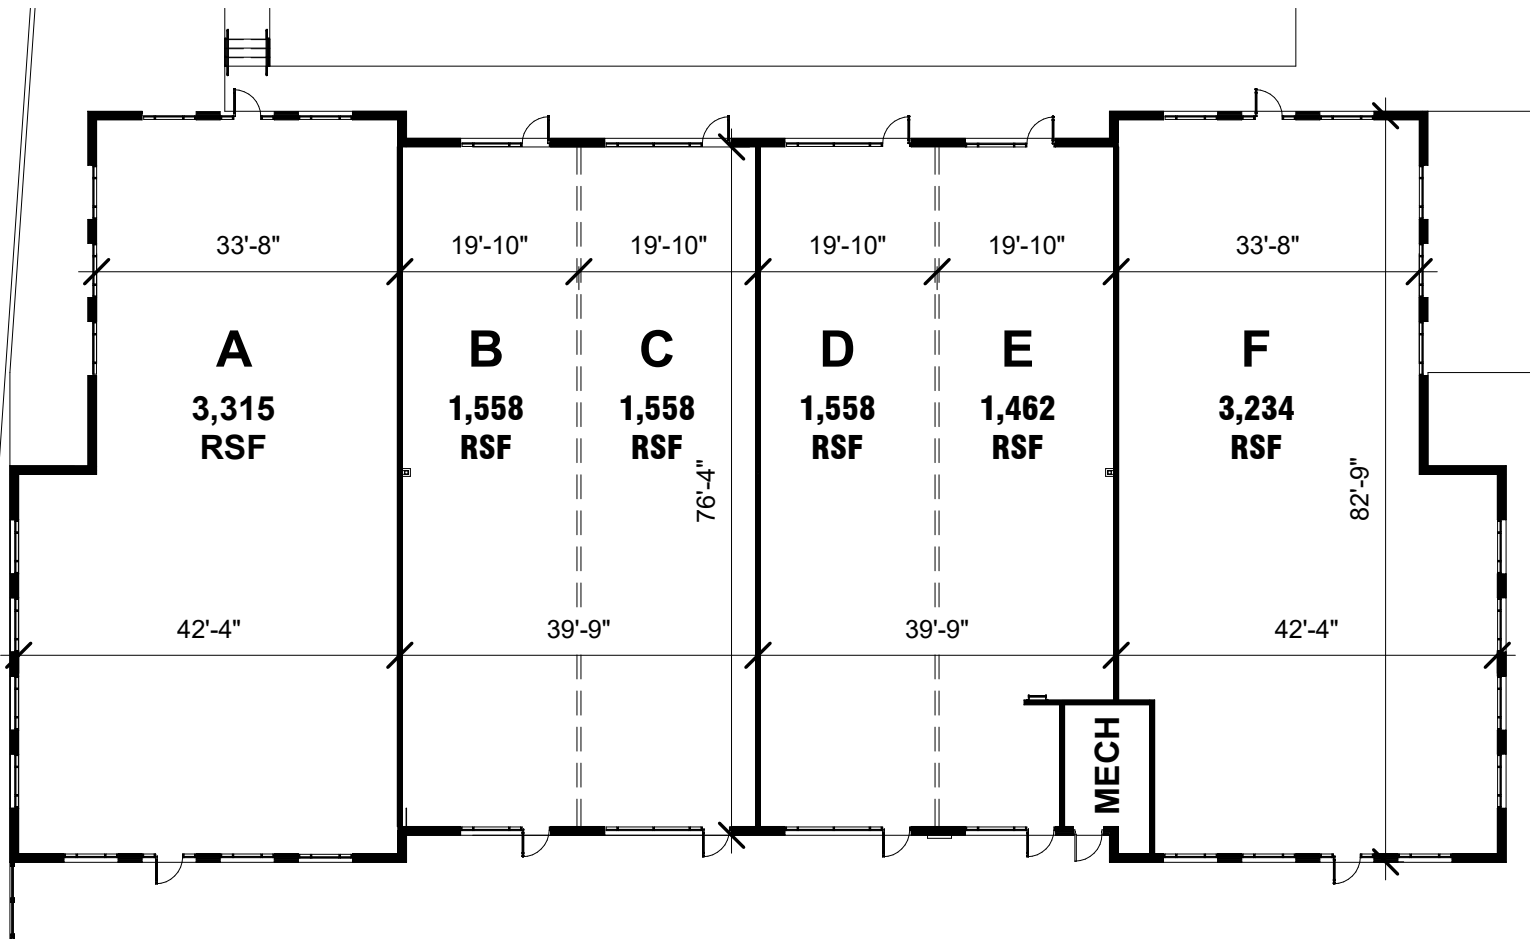 33'-8"
19'-10"
19'-10"
19'-10"
19'-10"
33'-8"
A
3,315
RSF
B
1,558
RSF
C
1,558
RSF
D
1,558
RSF
E
1,462
RSF
F
3,234
RSF
76'-4"
82'-9"
42'-4"
39'-9"
39'-9"
42'-4"
MECH